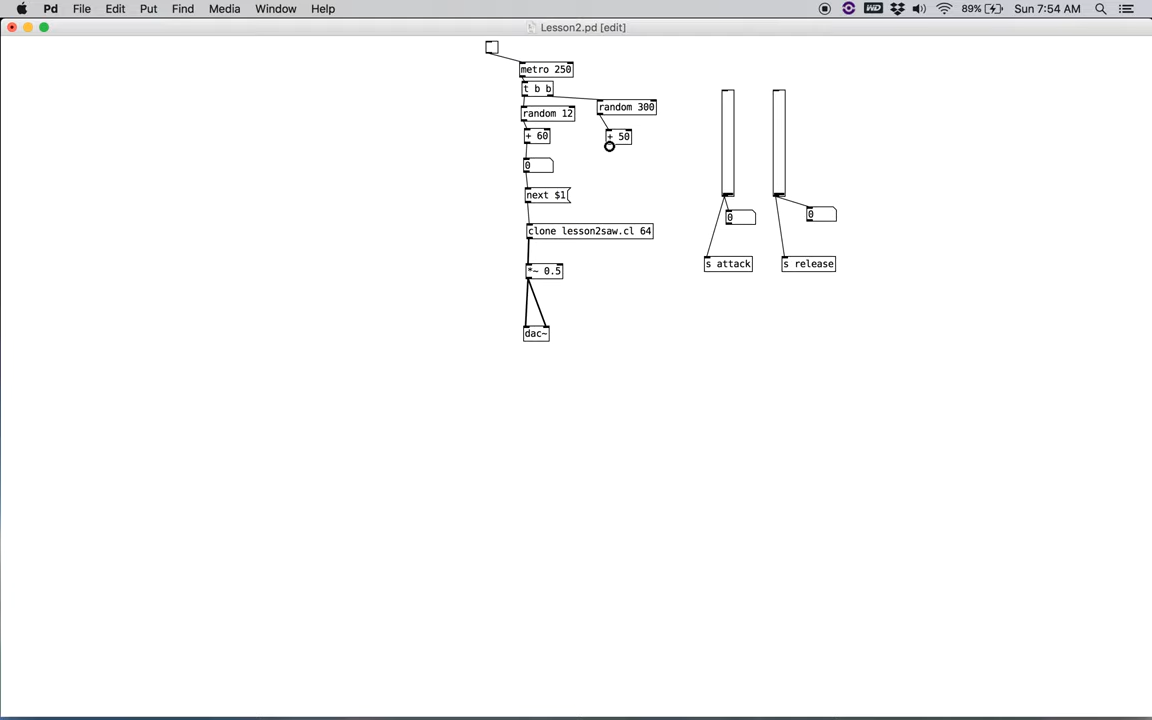 Pd File Edit Put Find Media Window Help WD 89% Sun 7:54 AM
Lesson2.pd [edit]
metro 250
t b b
random 300
random 12
+ 60
+ 50
0
next $1
0
0
clone lesson2saw.cl 64
s attack
s release
*~ 0.5
dac~